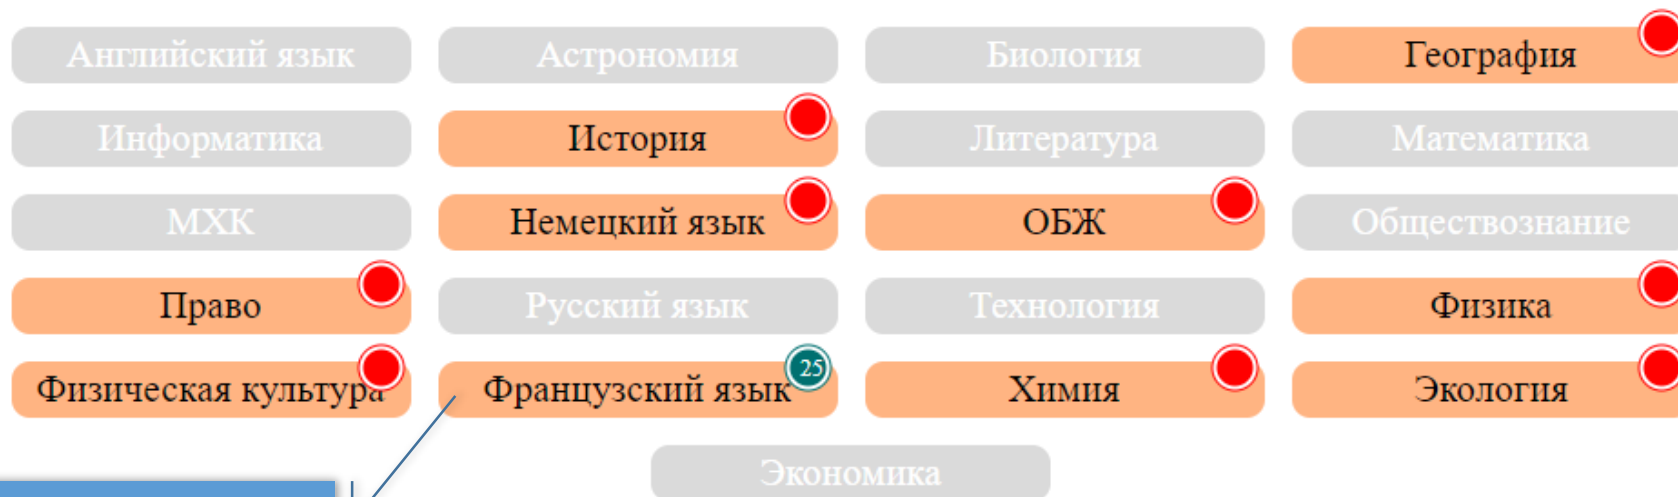 Английский язык
Астрономия
Биология
География
Информатика
История
Литература
Математика
МХК
Немецкий язык
ОБЖ
Обществознание
Право
Русский язык
Технология
Физика
Физическая культура
Французский язык
25
Химия
Экология
Экономика